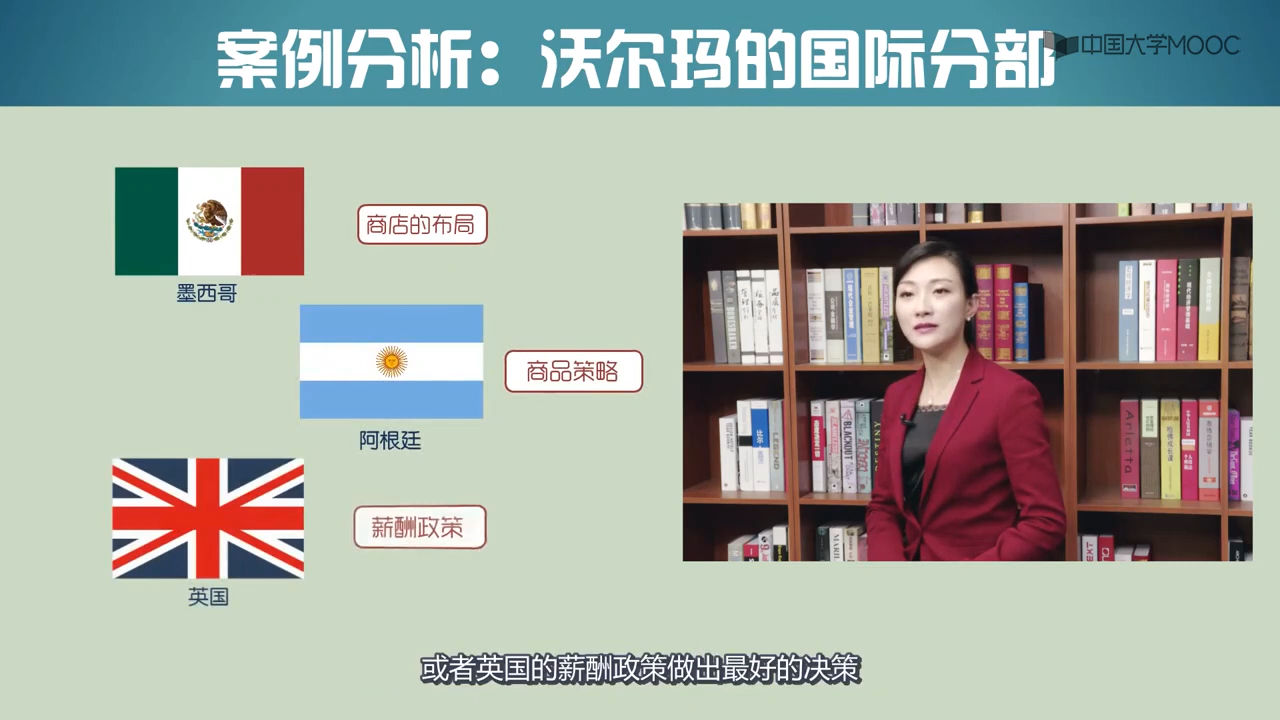 案例分析：沃尔玛的国际分部
中国大学MOOC
商店的布局
墨西哥
商品策略
阿根廷
薪酬政策
英国
或者英国的薪酬政策做出最好的决策